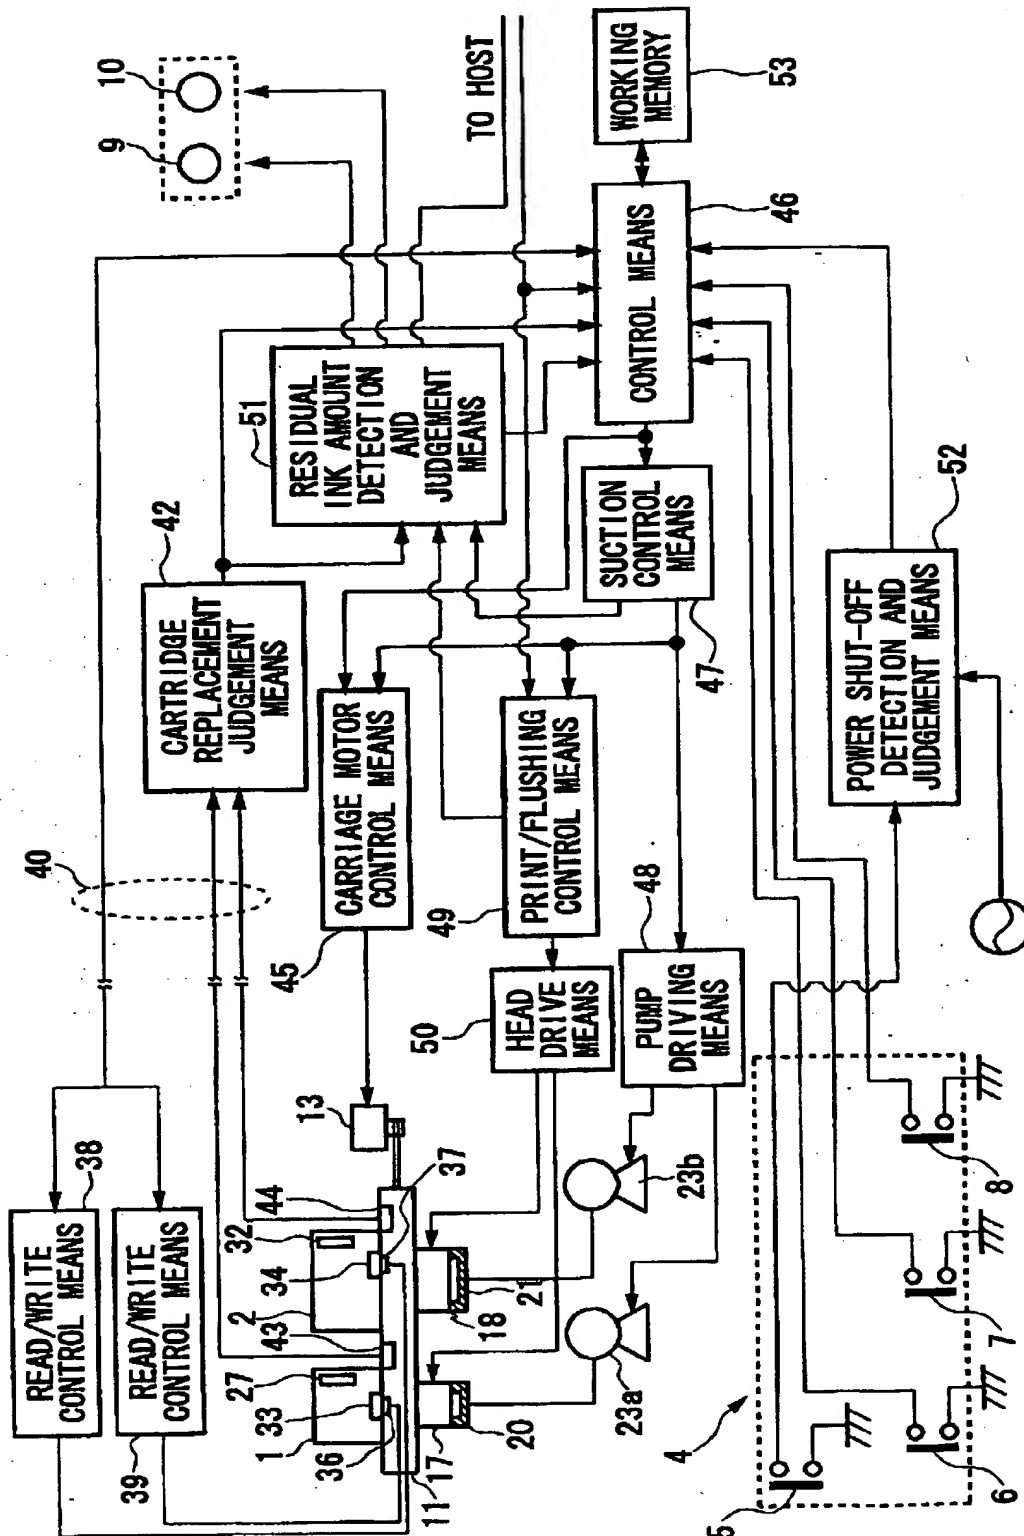 10
9
TO HOST
WORKING
MEMORY
53
CONTROL MEANS
46
51
RESIDUAL
INK AMOUNT
DETECTION
AND
JUDGEMENT
MEANS
42
CARTRIDGE
REPLACEMENT
JUDGEMENT
MEANS
SUCTION
CONTROL
MEANS
47
52
POWER SHUT-OFF
DETECTION AND
JUDGEMENT MEANS
40
CARRIAGE MOTOR
CONTROL MEANS
45
PRINT/FLUSHING
CONTROL MEANS
49
48
PUMP
DRIVING
MEANS
HEAD
DRIVE
MEANS
50
READ/WRITE
CONTROL MEANS
38
READ/WRITE
CONTROL MEANS
39
13
37
44
32
34
2
43
27
33
1
36
11
17
20
18
21
23b
23a
4
5
6
7
8